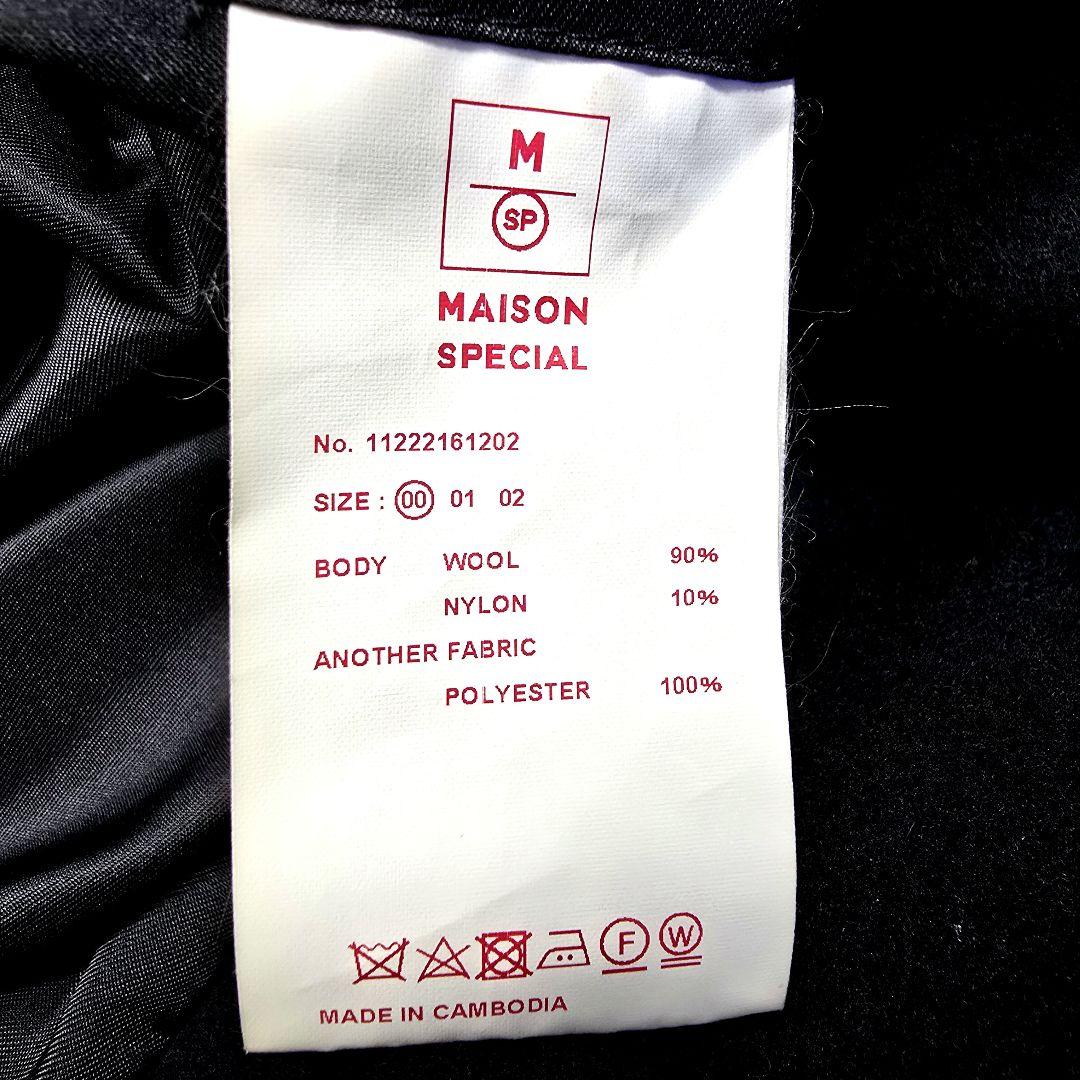 M
SP
MAISON
SPECIAL
No. 11222161202
SIZE : 00 01 02
BODY WOOL 90%
NYLON 10%
ANOTHER FABRIC
POLYESTER 100%
F W
MADE IN CAMBODIA